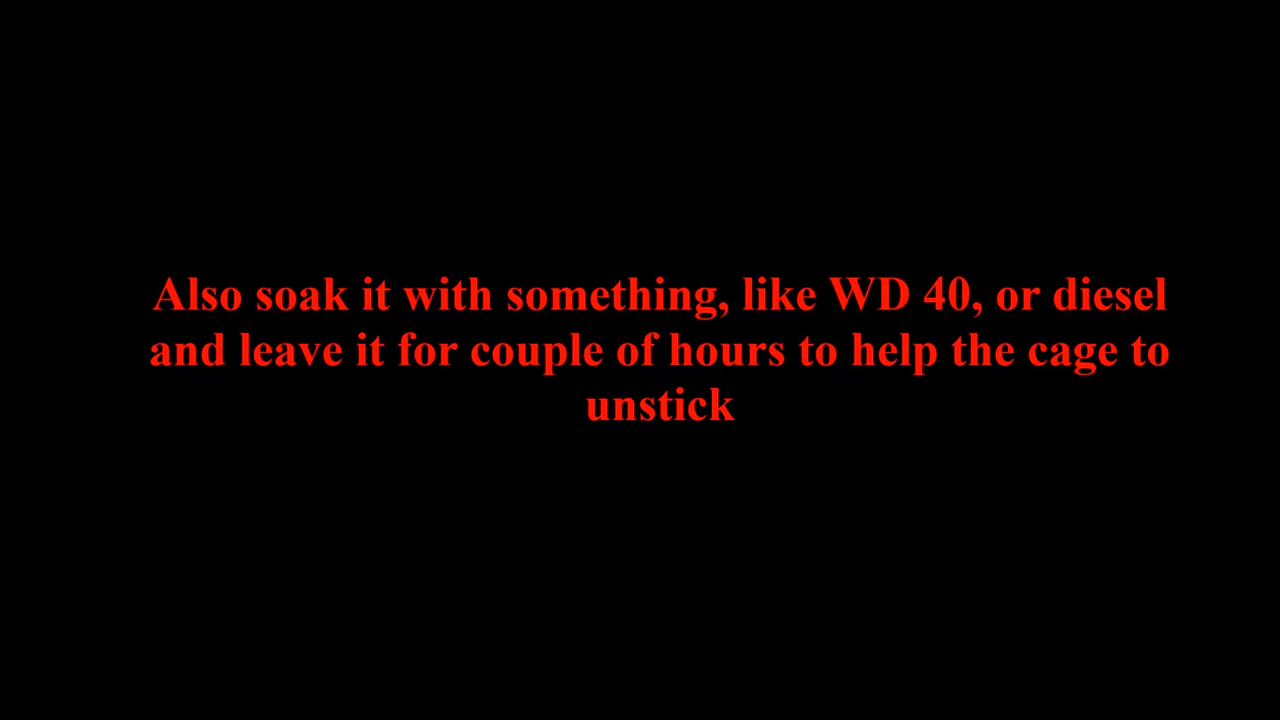 Also soak it with something, like WD 40, or diesel
and leave it for couple of hours to help the cage to
unstick